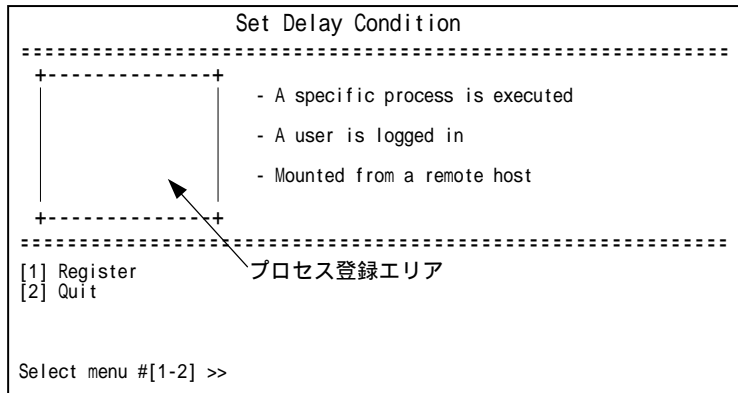 Set Delay Condition
============================================================
+--------------+
- A specific process is executed
- A user is logged in
- Mounted from a remote host
+--------------+
============================================================
[1] Register
プロセス登録エリア
[2] Quit
Select menu #[1-2] >>